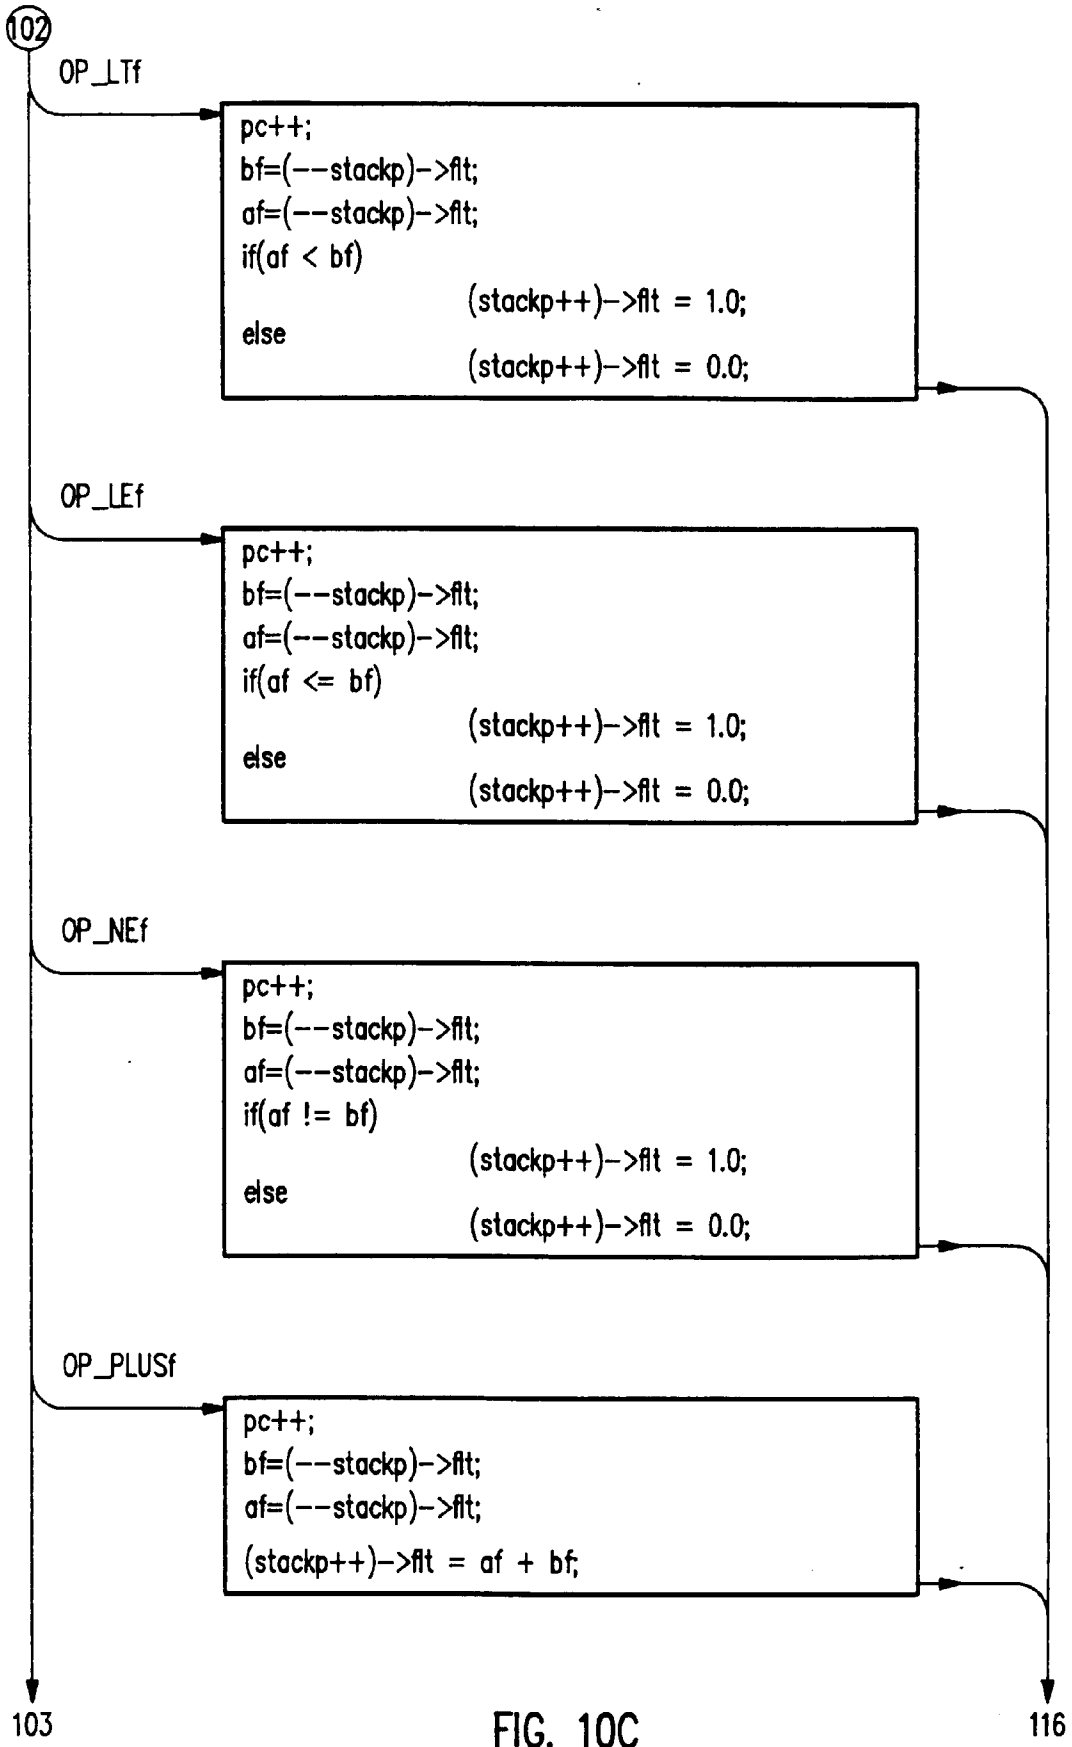 102
OP_LTf
pc++;
bf=(--stackp)->flt;
af=(--stackp)->flt;
if(af < bf)
(stackp++)->flt = 1.0;
else
(stackp++)->flt = 0.0;
OP_LEf
pc++;
bf=(--stackp)->flt;
af=(--stackp)->flt;
if(af <= bf)
(stackp++)->flt = 1.0;
else
(stackp++)->flt = 0.0;
OP_NEf
pc++;
bf=(--stackp)->flt;
af=(--stackp)->flt;
if(af != bf)
(stackp++)->flt = 1.0;
else
(stackp++)->flt = 0.0;
OP_PLUSf
pc++;
bf=(--stackp)->flt;
af=(--stackp)->flt;
(stackp++)->flt = af + bf;
103
116
FIG. 10C